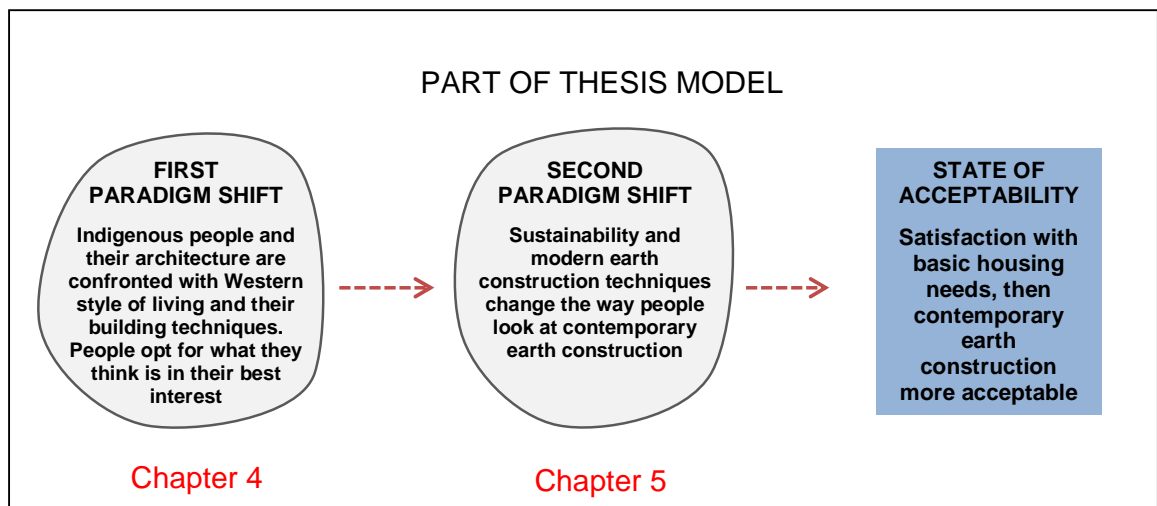 PART OF THESIS MODEL
FIRST
PARADIGM SHIFT
Indigenous people and
their architecture are
confronted with Western
style of living and their
building techniques.
People opt for what they
think is in their best
interest
Chapter 4
SECOND
PARADIGM SHIFT
Sustainability and
modern earth
construction techniques
change the way people
look at contemporary
earth construction
Chapter 5
STATE OF
ACCEPTABILITY
Satisfaction with
basic housing
needs, then
contemporary
earth
construction
more acceptable